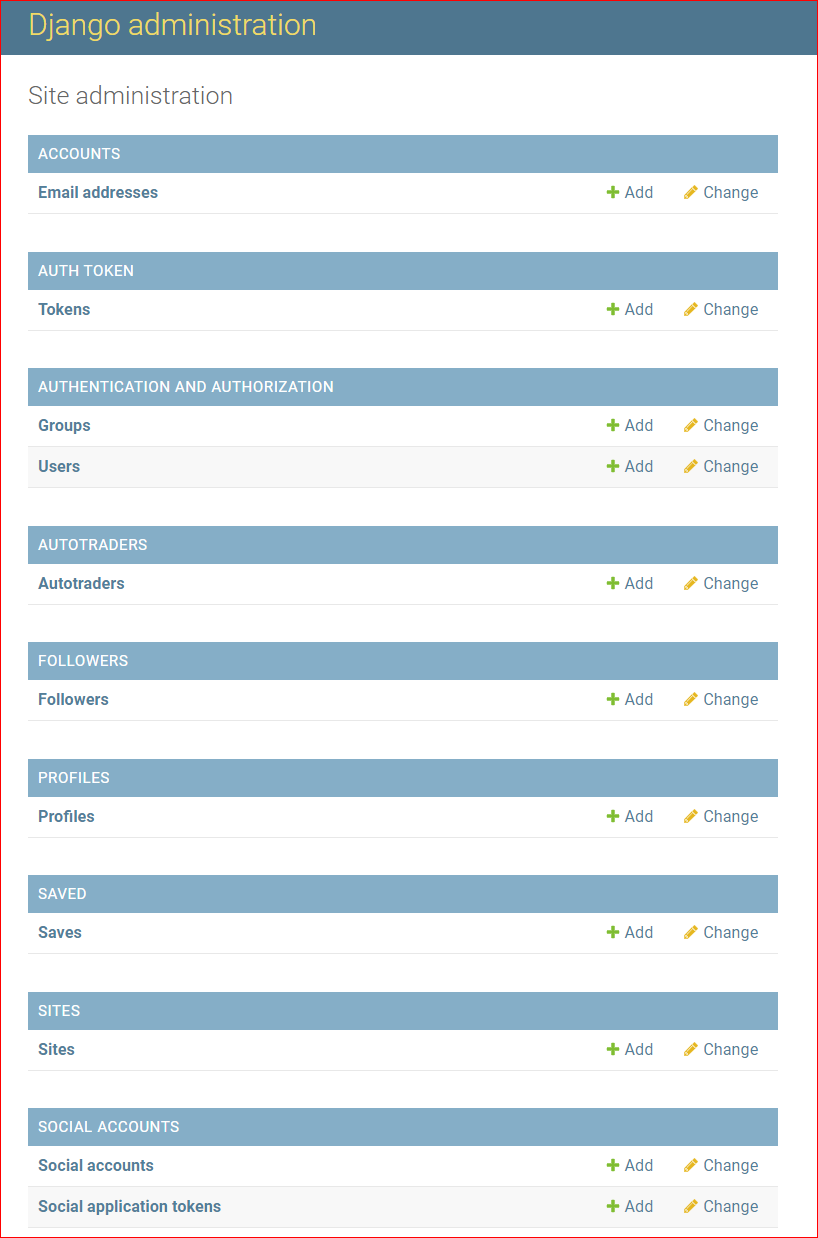 Django administration
Site administration
ACCOUNTS
Email addresses Add Change
AUTH TOKEN
Tokens Add Change
AUTHENTICATION AND AUTHORIZATION
Groups Add Change
Users Add Change
AUTOTRADERS
Autotraders Add Change
FOLLOWERS
Followers Add Change
PROFILES
Profiles Add Change
SAVED
Saves Add Change
SITES
Sites Add Change
SOCIAL ACCOUNTS
Social accounts Add Change
Social application tokens Add Change